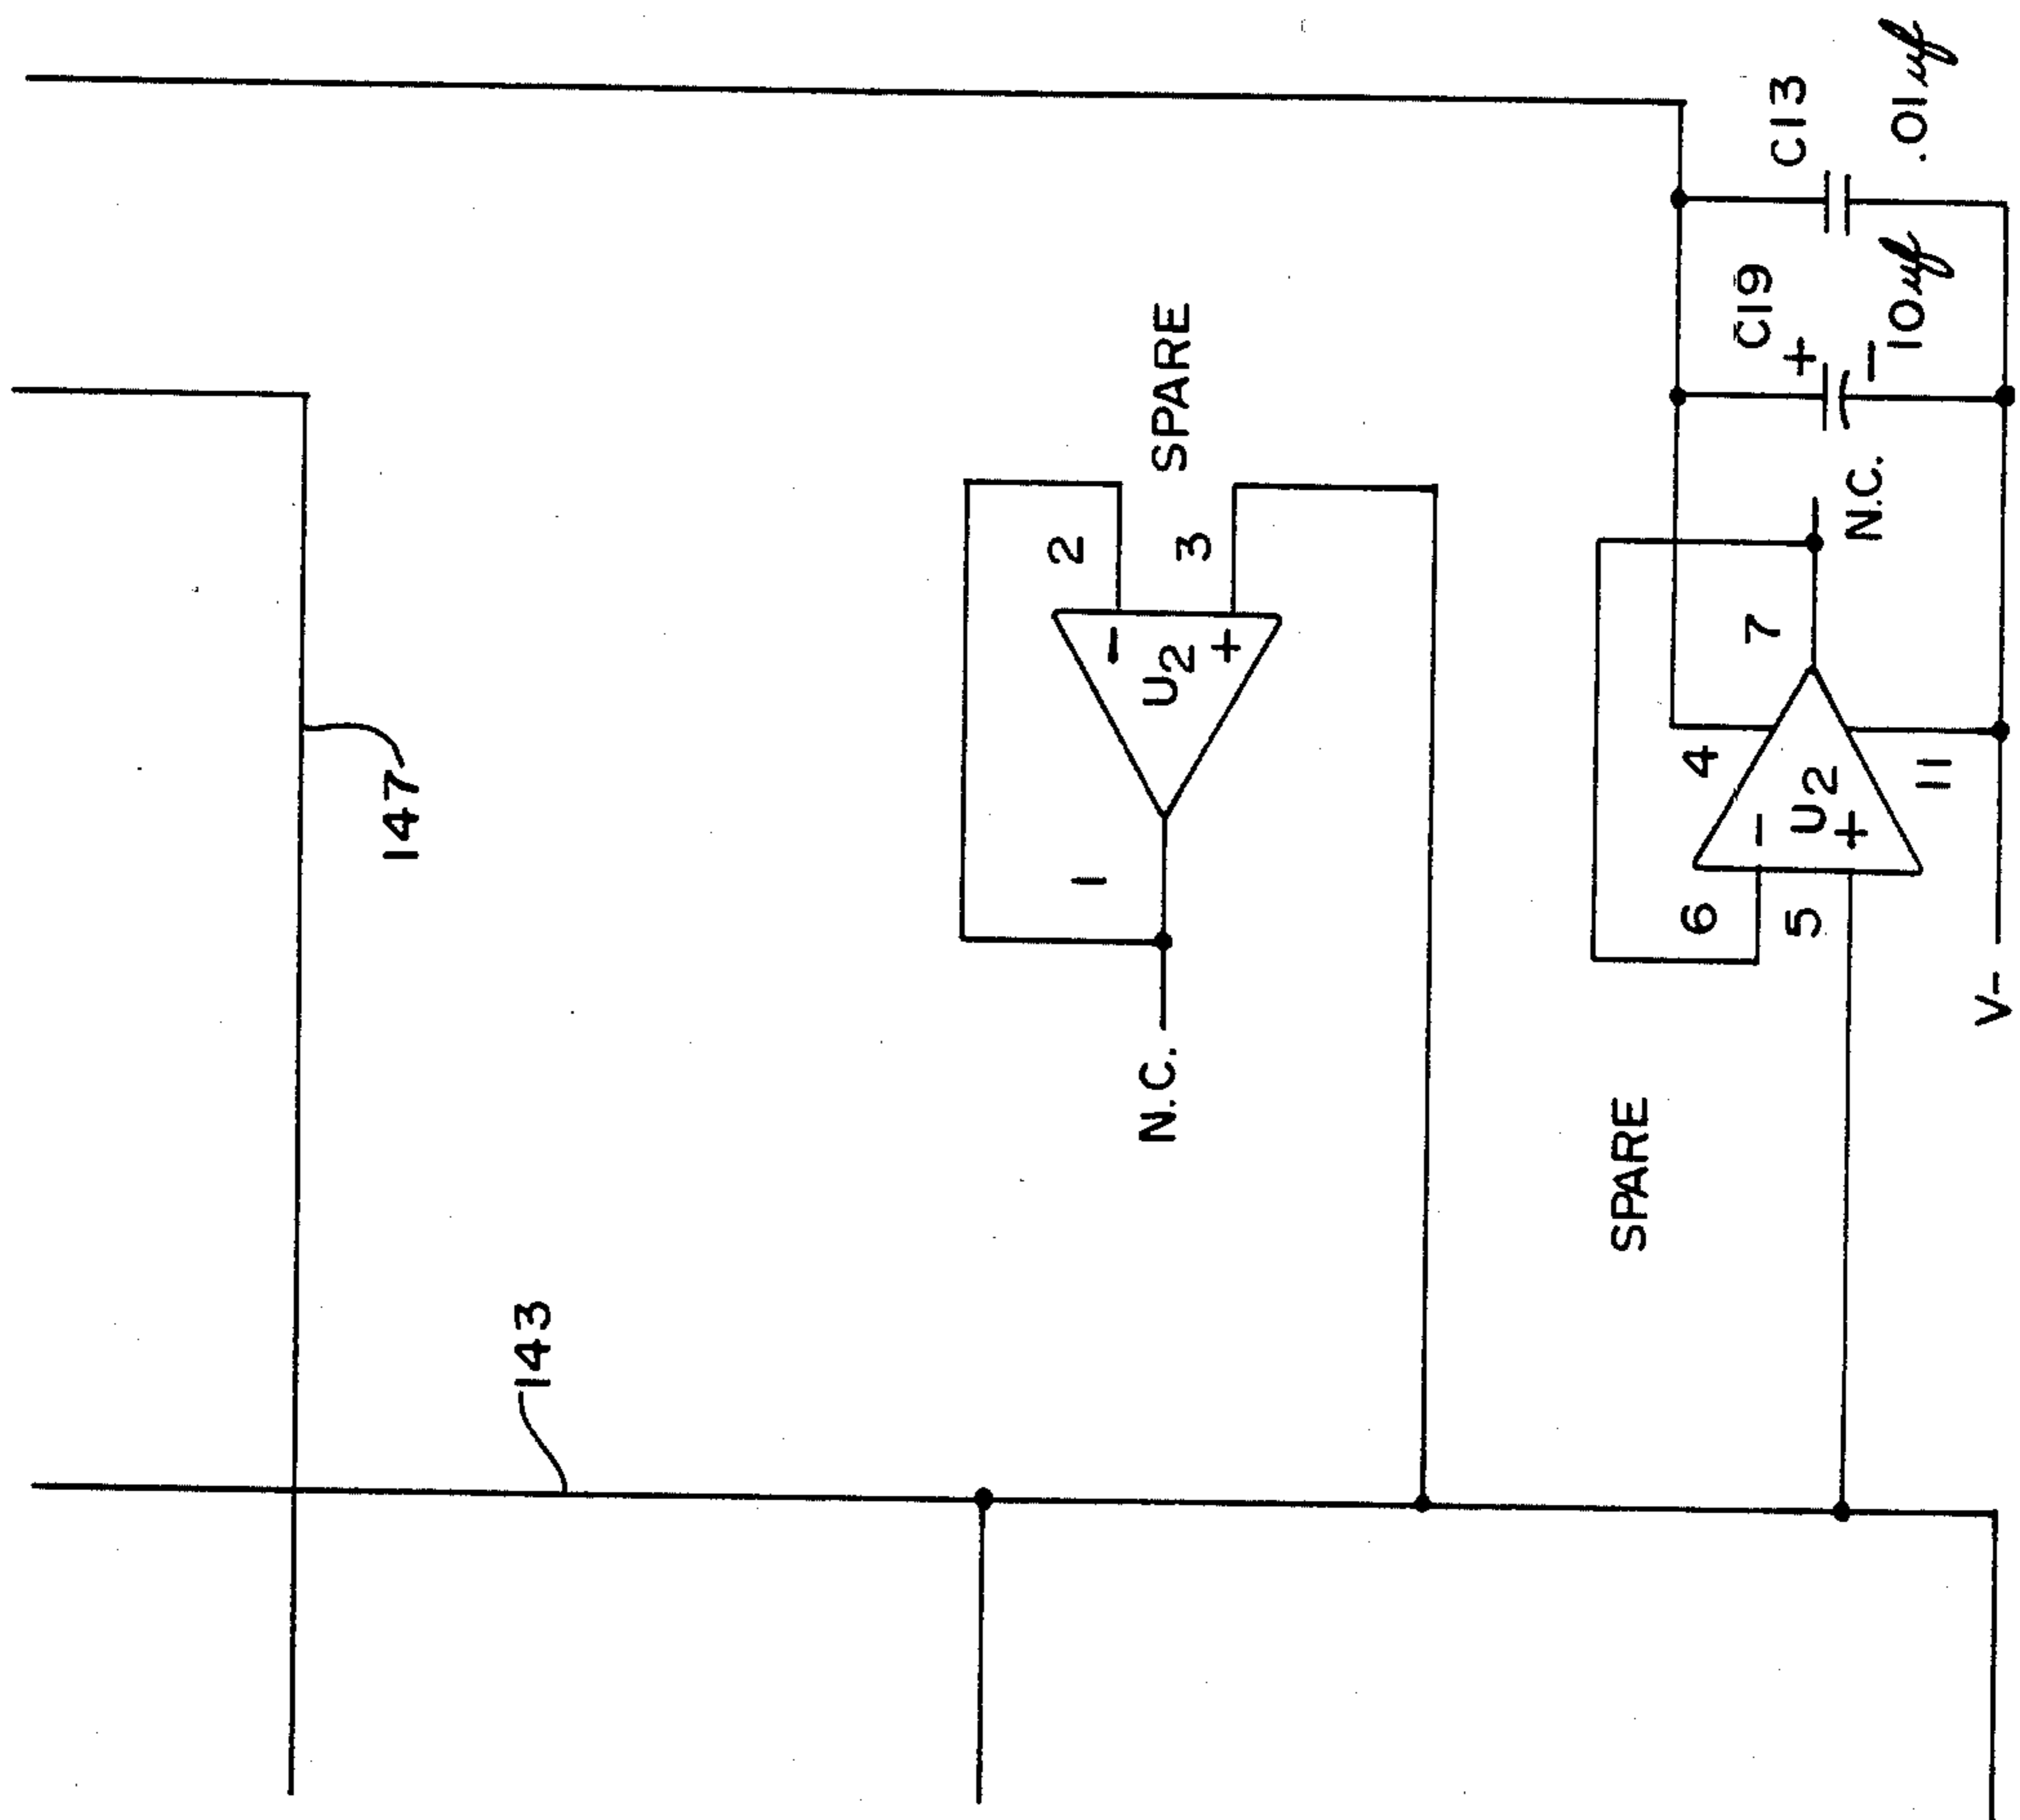 147
143
SPARE
2
3
−
U2
+
1
N.C.
C13
.01uf
C19
+
−
10uf
N.C.
7
4
−
U2
+
11
6
5
SPARE
V−